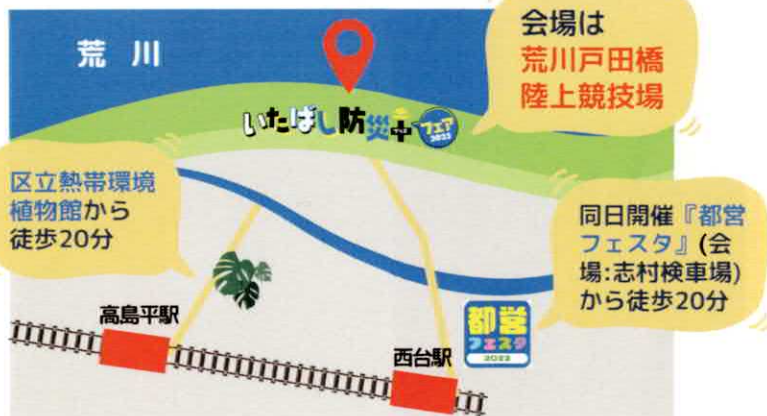 荒川
会場は
荒川戸田橋
陸上競技場
いたばし防災+
フェア
2023
区立熱帯環境
植物館から
徒歩20分
同日開催『都営
フェスタ』(会
場:志村検車場)
から徒歩20分
高島平駅
都営
フェスタ
2023
西台駅